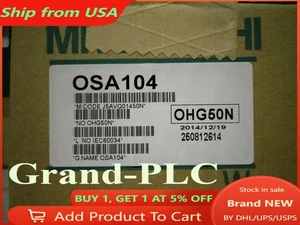 Ship from USA
OSA104
"M CODE J5AVQ01450N"
"NO OHG50N"
"L NO IEC60034"
"G NAME OSA104"
OHG50N
2014/12/19
250812614
Grand-PLC
BUY 1, GET 1 AT 5% OFF
Add Product To Cart
Stock in sale
Brand NEW
BY DHL/UPS/USPS